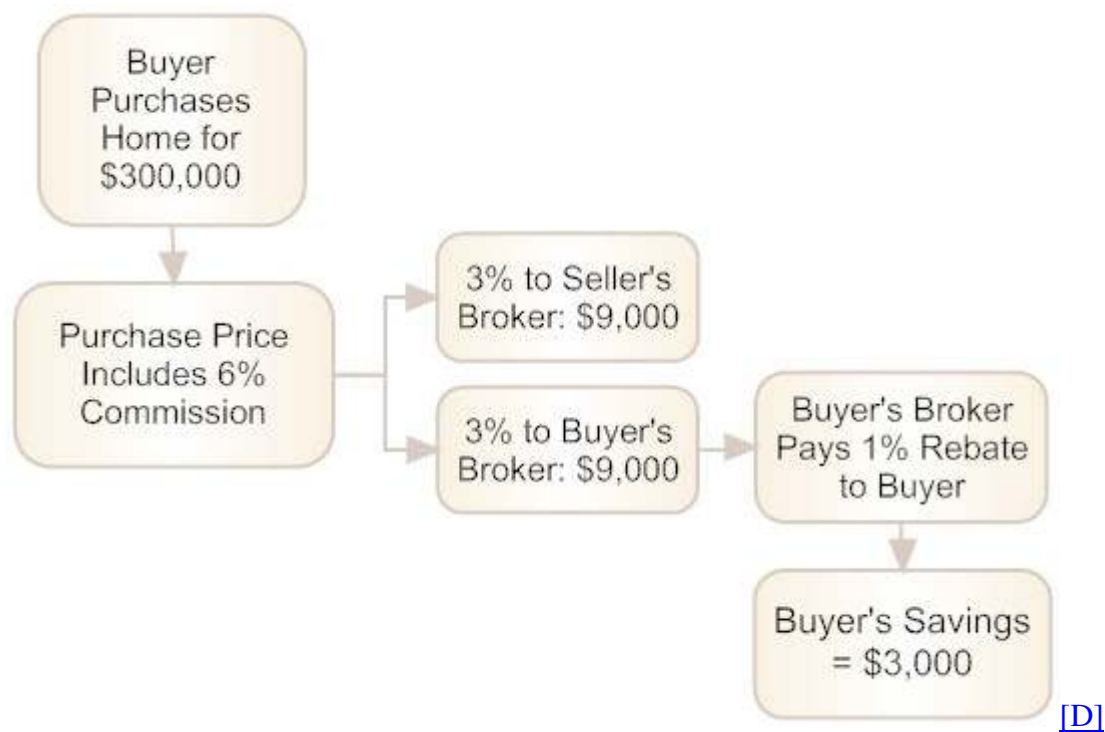 Buyer
Purchases
Home for
$300,000
Purchase Price
Includes 6%
Commission
3% to Seller's
Broker: $9,000
3% to Buyer's
Broker: $9,000
Buyer's Broker
Pays 1% Rebate
to Buyer
Buyer's Savings
= $3,000
[D]